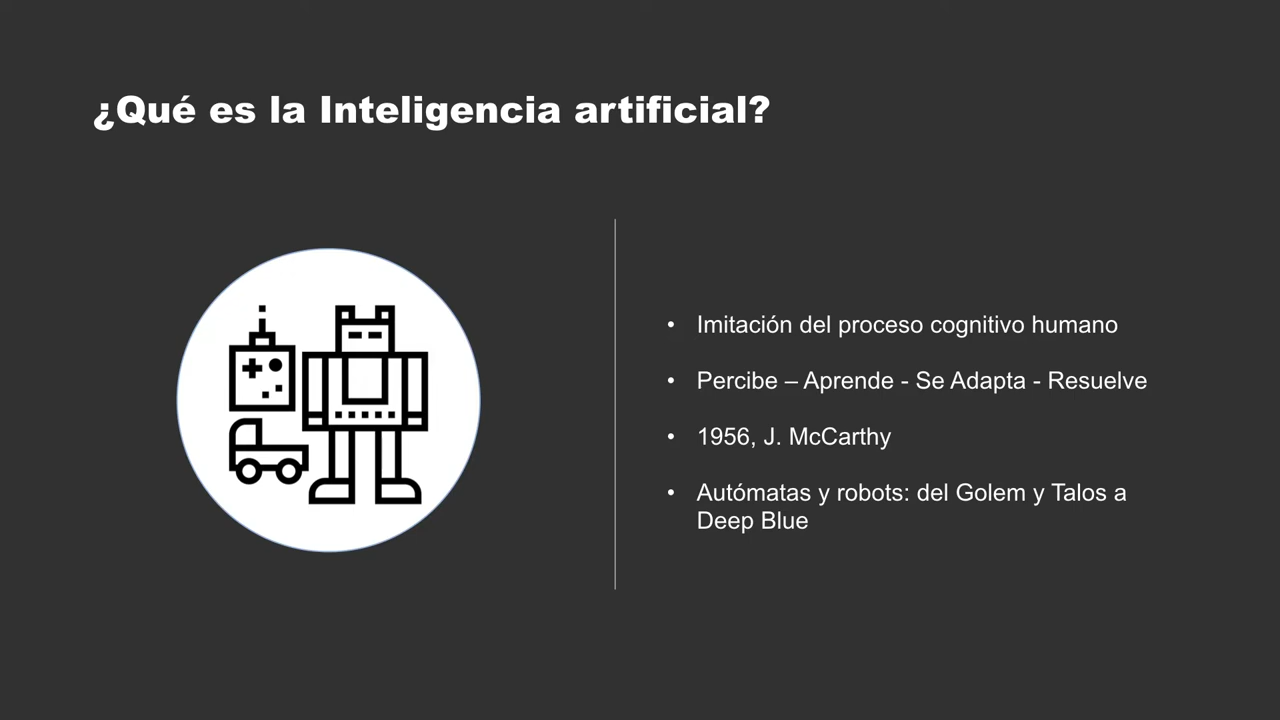 ¿Qué es la Inteligencia artificial?
• Imitación del proceso cognitivo humano
• Percibe – Aprende - Se Adapta - Resuelve
• 1956, J. McCarthy
• Autómatas y robots: del Golem y Talos a
Deep Blue